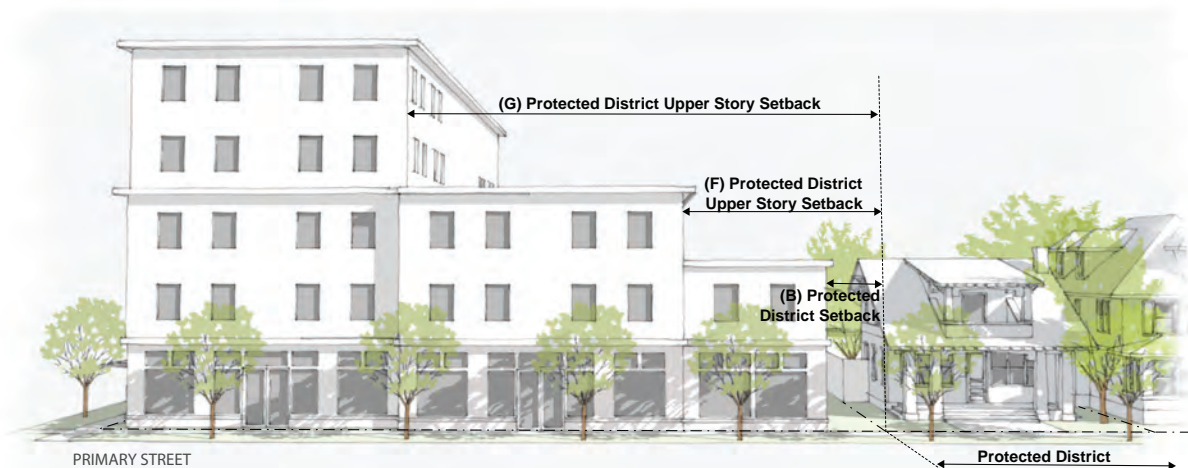 (G) Protected District Upper Story Setback
(F) Protected District
Upper Story Setback
(B) Protected
District Setback
PRIMARY STREET
Protected District